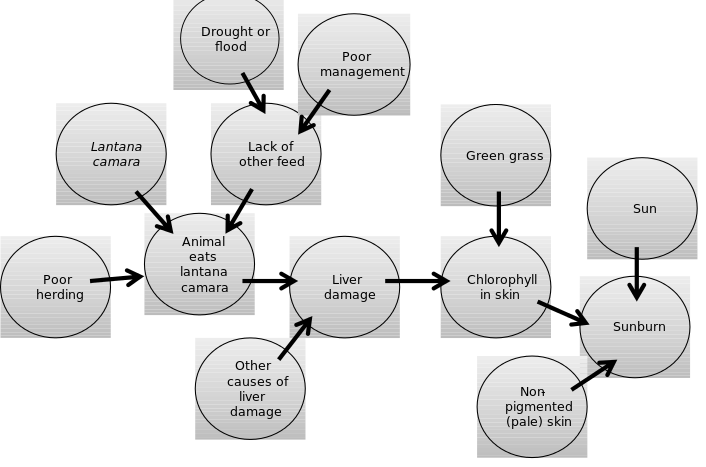 Drought or
flood
Poor
management
Lantana
camara
Lack of
other feed
Green grass
Sun
Animal
eats
lantana
camara
Poor
herding
Liver
damage
Chlorophyll
in skin
Sunburn
Other
causes of
liver
damage
Non-
pigmented
(pale) skin